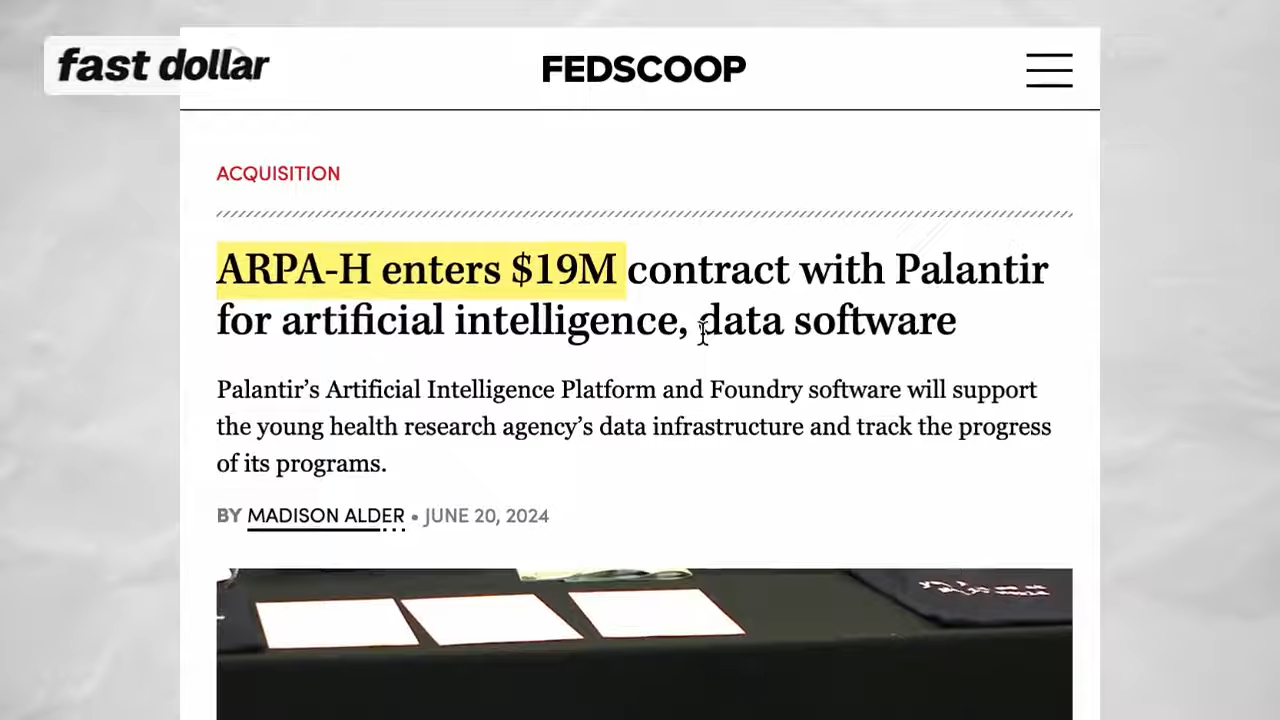 fast dollar
FEDSCOOP
ACQUISITION
ARPA-H enters $19M contract with Palantir
for artificial intelligence, data software
Palantir’s Artificial Intelligence Platform and Foundry software will support
the young health research agency’s data infrastructure and track the progress
of its programs.
BY MADISON ALDER • JUNE 20, 2024